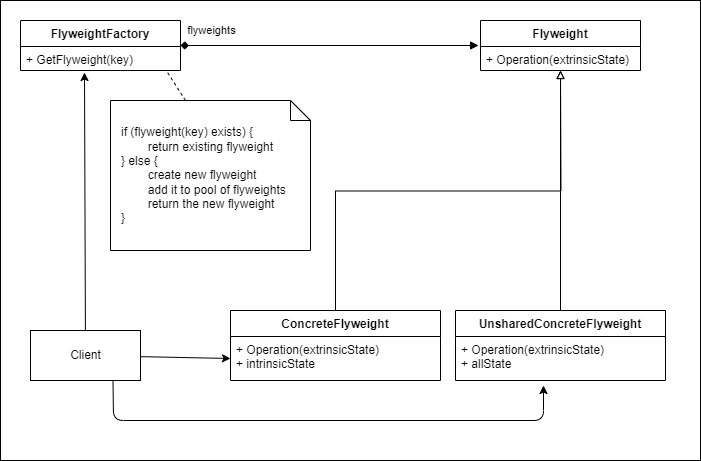 FlyweightFactory
+ GetFlyweight(key)
flyweights
Flyweight
+ Operation(extrinsicState)
if (flyweight(key) exists) {
return existing flyweight
} else {
create new flyweight
add it to pool of flyweights
return the new flyweight
}
Client
ConcreteFlyweight
+ Operation(extrinsicState)
+ intrinsicState
UnsharedConcreteFlyweight
+ Operation(extrinsicState)
+ allState